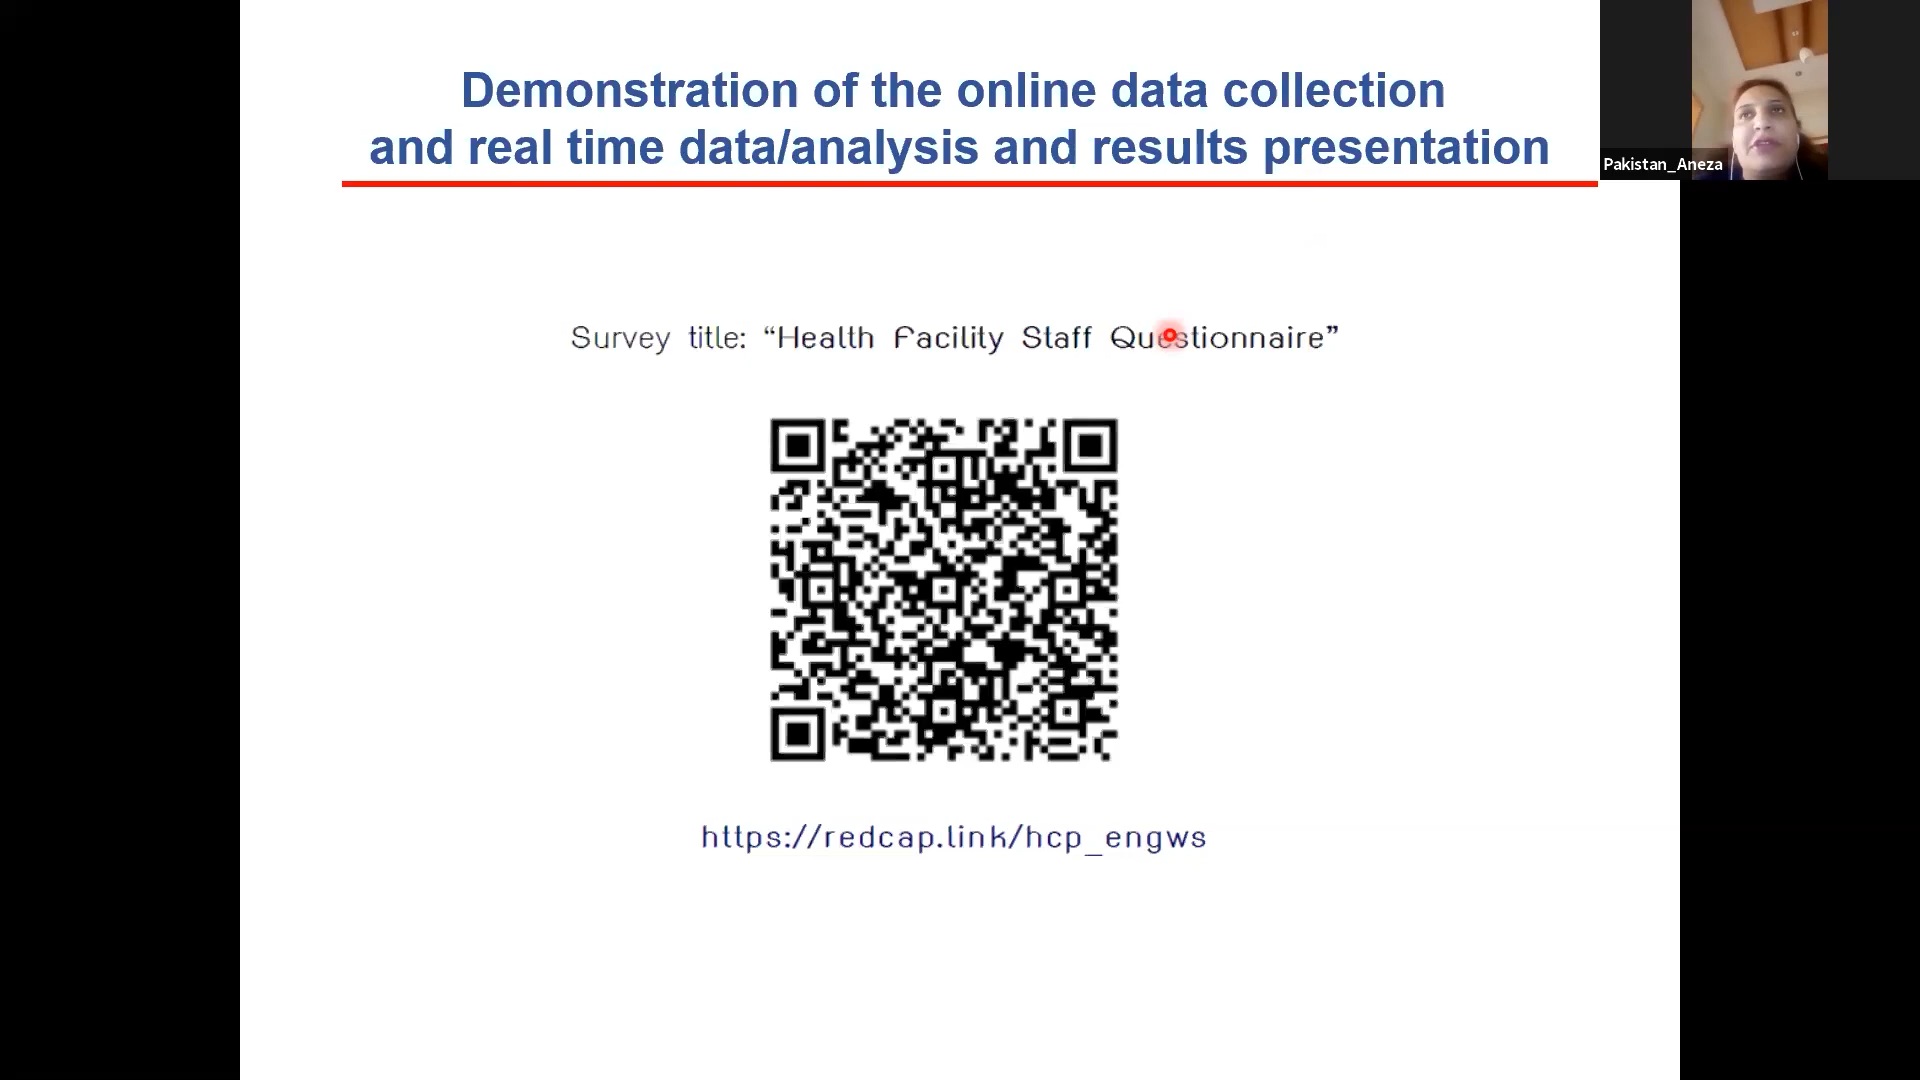 Demonstration of the online data collection
and real time data/analysis and results presentation
Pakistan_Aneza
Survey title: “Health Facility Staff Questionnaire”
https://redcap.link/hcp_engws